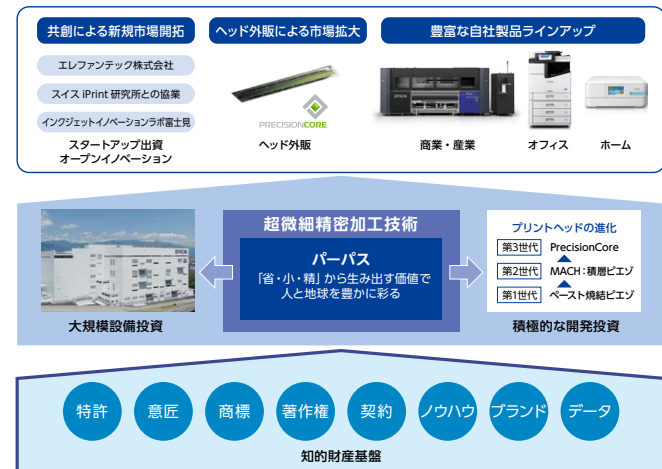 共創による新規市場開拓
ヘッド外販による市場拡大
豊富な自社製品ラインアップ
エレファンテック株式会社
スイス iPrint 研究所との協業
インクジェットイノベーションラボ富士見
スタートアップ出資
オープンイノベーション
PRECISIONCORE
ヘッド外販
EPSON
商業・産業
オフィス
ホーム
EPSON
大規模設備投資
超微細精密加工技術
パーパス
「省・小・精」から生み出す価値で
人と地球を豊かに彩る
プリントヘッドの進化
第3世代 PrecisionCore
第2世代 MACH:積層ピエゾ
第1世代 ペースト焼結ピエゾ
積極的な開発投資
特許
意匠
商標
著作権
契約
ノウハウ
ブランド
データ
知的財産基盤